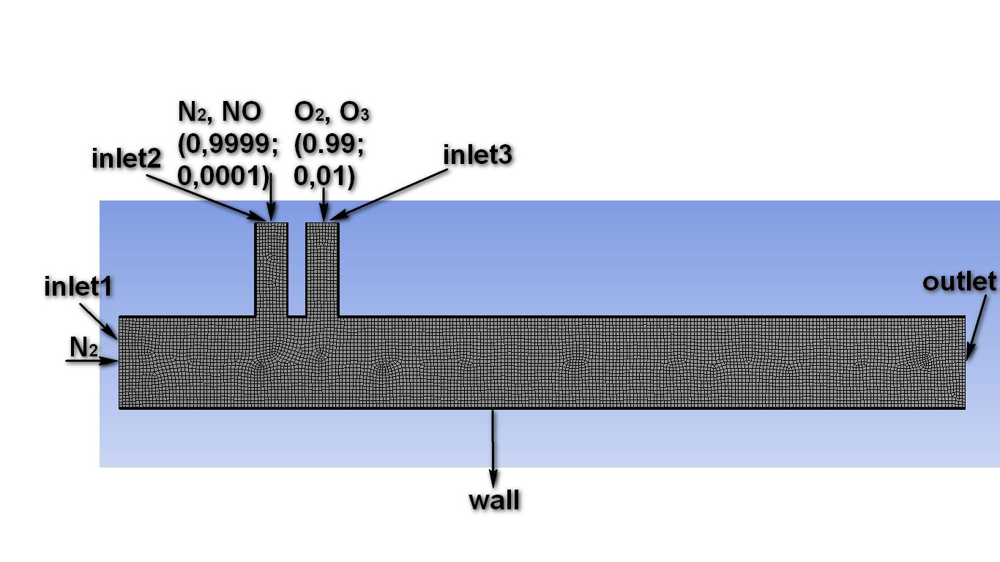 N₂, NO
(0,9999;
0,0001)
O₂, O₃
(0.99;
0,01)
inlet2
inlet3
inlet1
N₂
outlet
wall